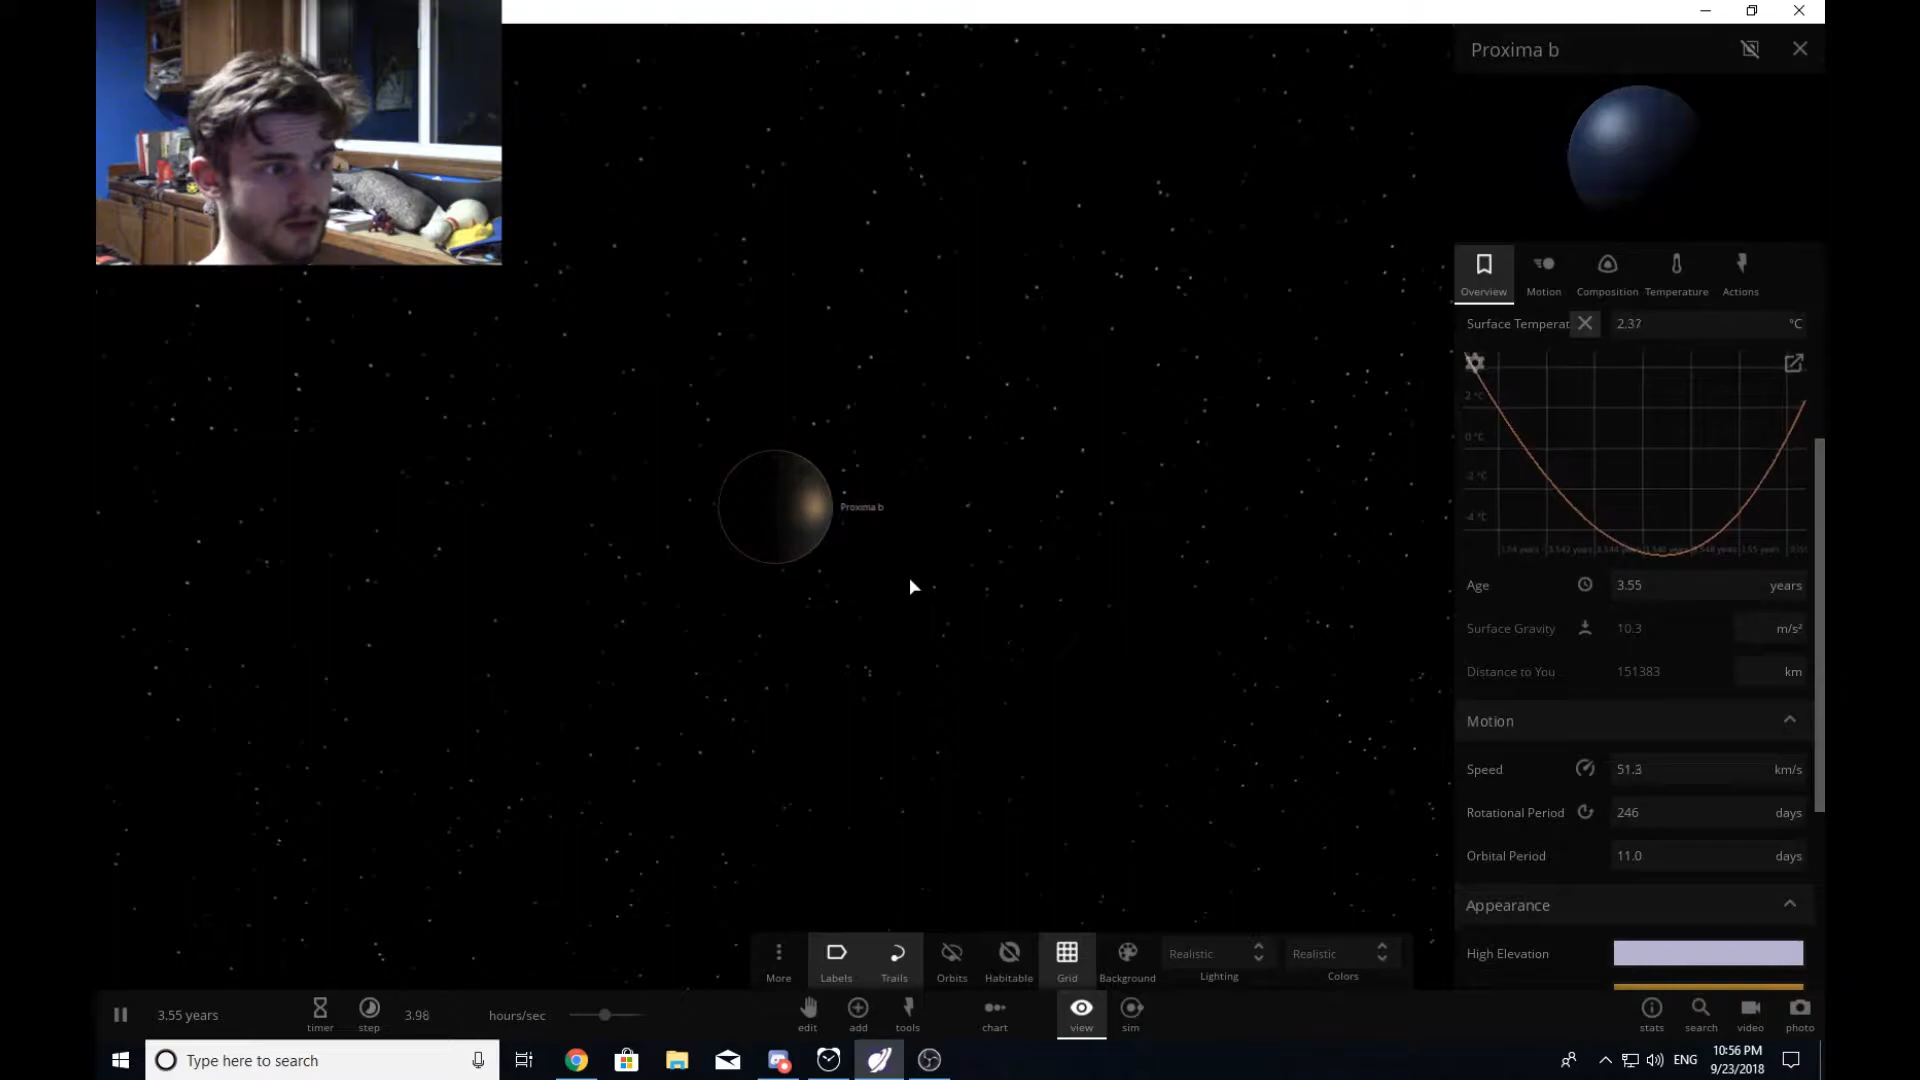 Proxima b
Overview
Motion
Composition
Temperature
Actions
Surface Temperat
2.37
°C
2 °C
0 °C
-2 °C
-4 °C
Proxima b
Age
3.55
years
Surface Gravity
10.3
m/s²
Distance to You
151383
km
Motion
Speed
51.3
km/s
Rotational Period
246
days
Orbital Period
11.0
days
Appearance
High Elevation
More
Labels
Trails
Orbits
Habitable
Grid
Background
Realistic
Lighting
Realistic
Colors
3.55 years
timer
step
3.98
hours/sec
edit
add
tools
chart
view
sim
stats
search
video
photo
Type here to search
ENG
10:56 PM
9/23/2018